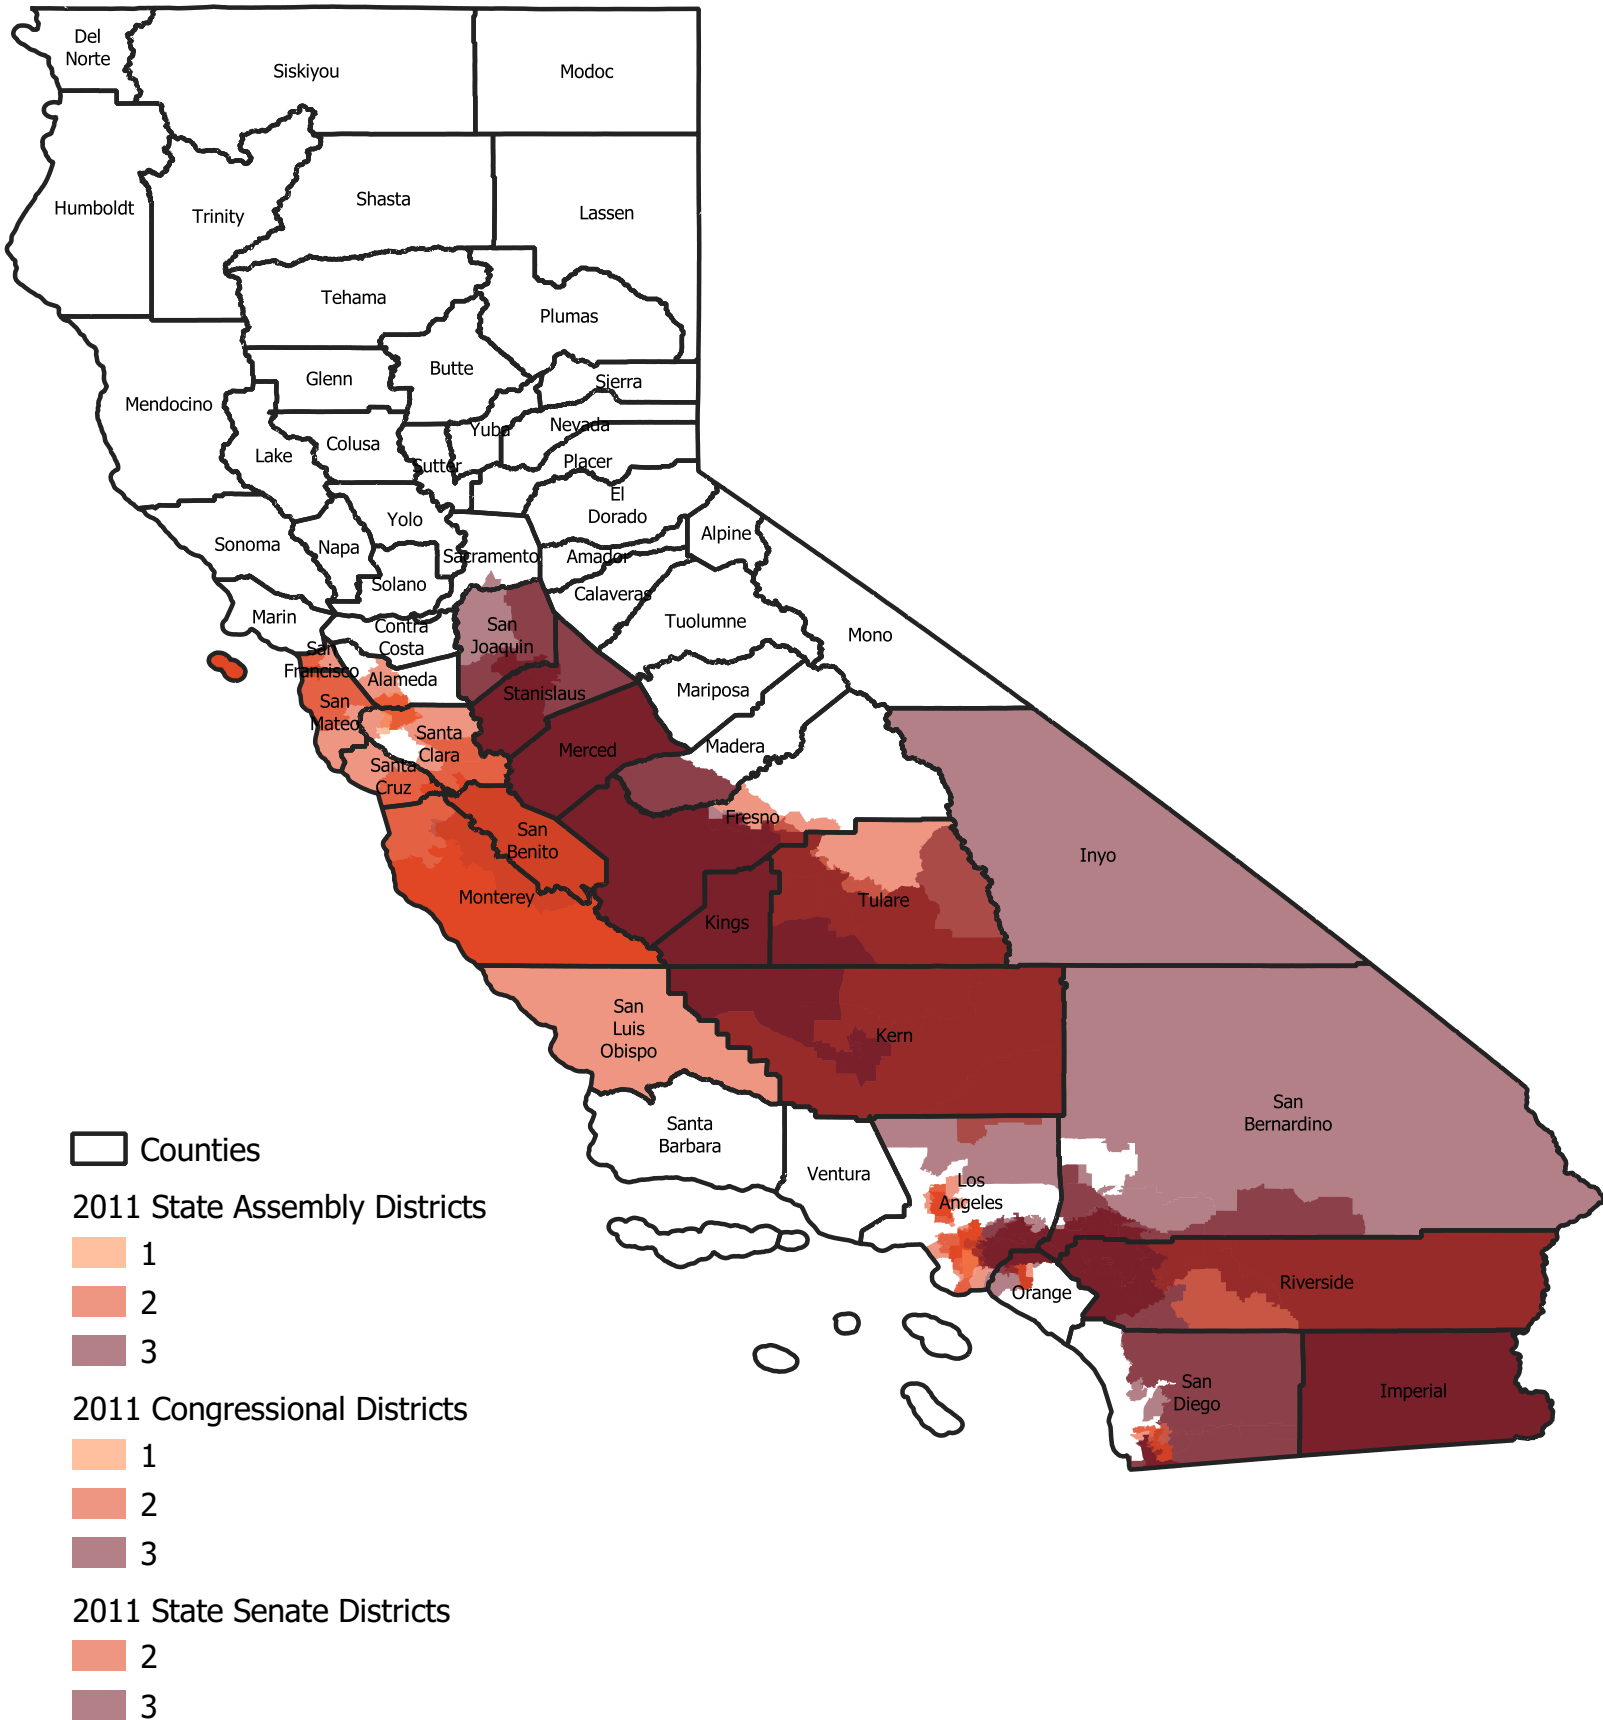 Del
Norte
Siskiyou
Modoc
Humboldt
Trinity
Shasta
Lassen
Tehama
Plumas
Butte
Glenn
Sierra
Mendocino
Nevada
Yuba
Colusa
Lake
Sutter
Placer
El
Dorado
Yolo
Alpine
Sonoma
Napa
Sacramento
Amador
Solano
Calaveras
Marin
Contra
Costa
San
Joaquin
Tuolumne
Mono
San
Francisco
Alameda
Stanislaus
Mariposa
San
Mateo
Santa
Clara
Merced
Madera
Santa
Cruz
Fresno
San
Benito
Inyo
Monterey
Tulare
Kings
San
Luis
Obispo
Kern
San
Bernardino
Santa
Barbara
Ventura
Los
Angeles
Orange
Riverside
San
Diego
Imperial
Counties
2011 State Assembly Districts
1
2
3
2011 Congressional Districts
1
2
3
2011 State Senate Districts
2
3